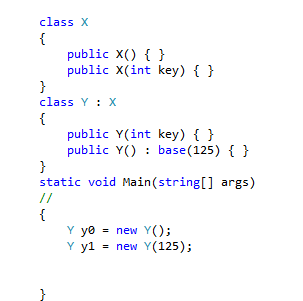 class X
{
public X() { }
public X(int key) { }
}
class Y : X
{
public Y(int key) { }
public Y() : base(125) { }
}
static void Main(string[] args)
//
{
Y y0 = new Y();
Y y1 = new Y(125);
}